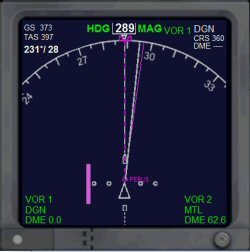 GS 373 HDG 289 MAG VOR 1 DGN
TAS 397 CRS 360
231°/ 28 DME ----
24
27
30
33
VOR 1 VOR 2
DGN MTL
DME 0.0 DME 62.6